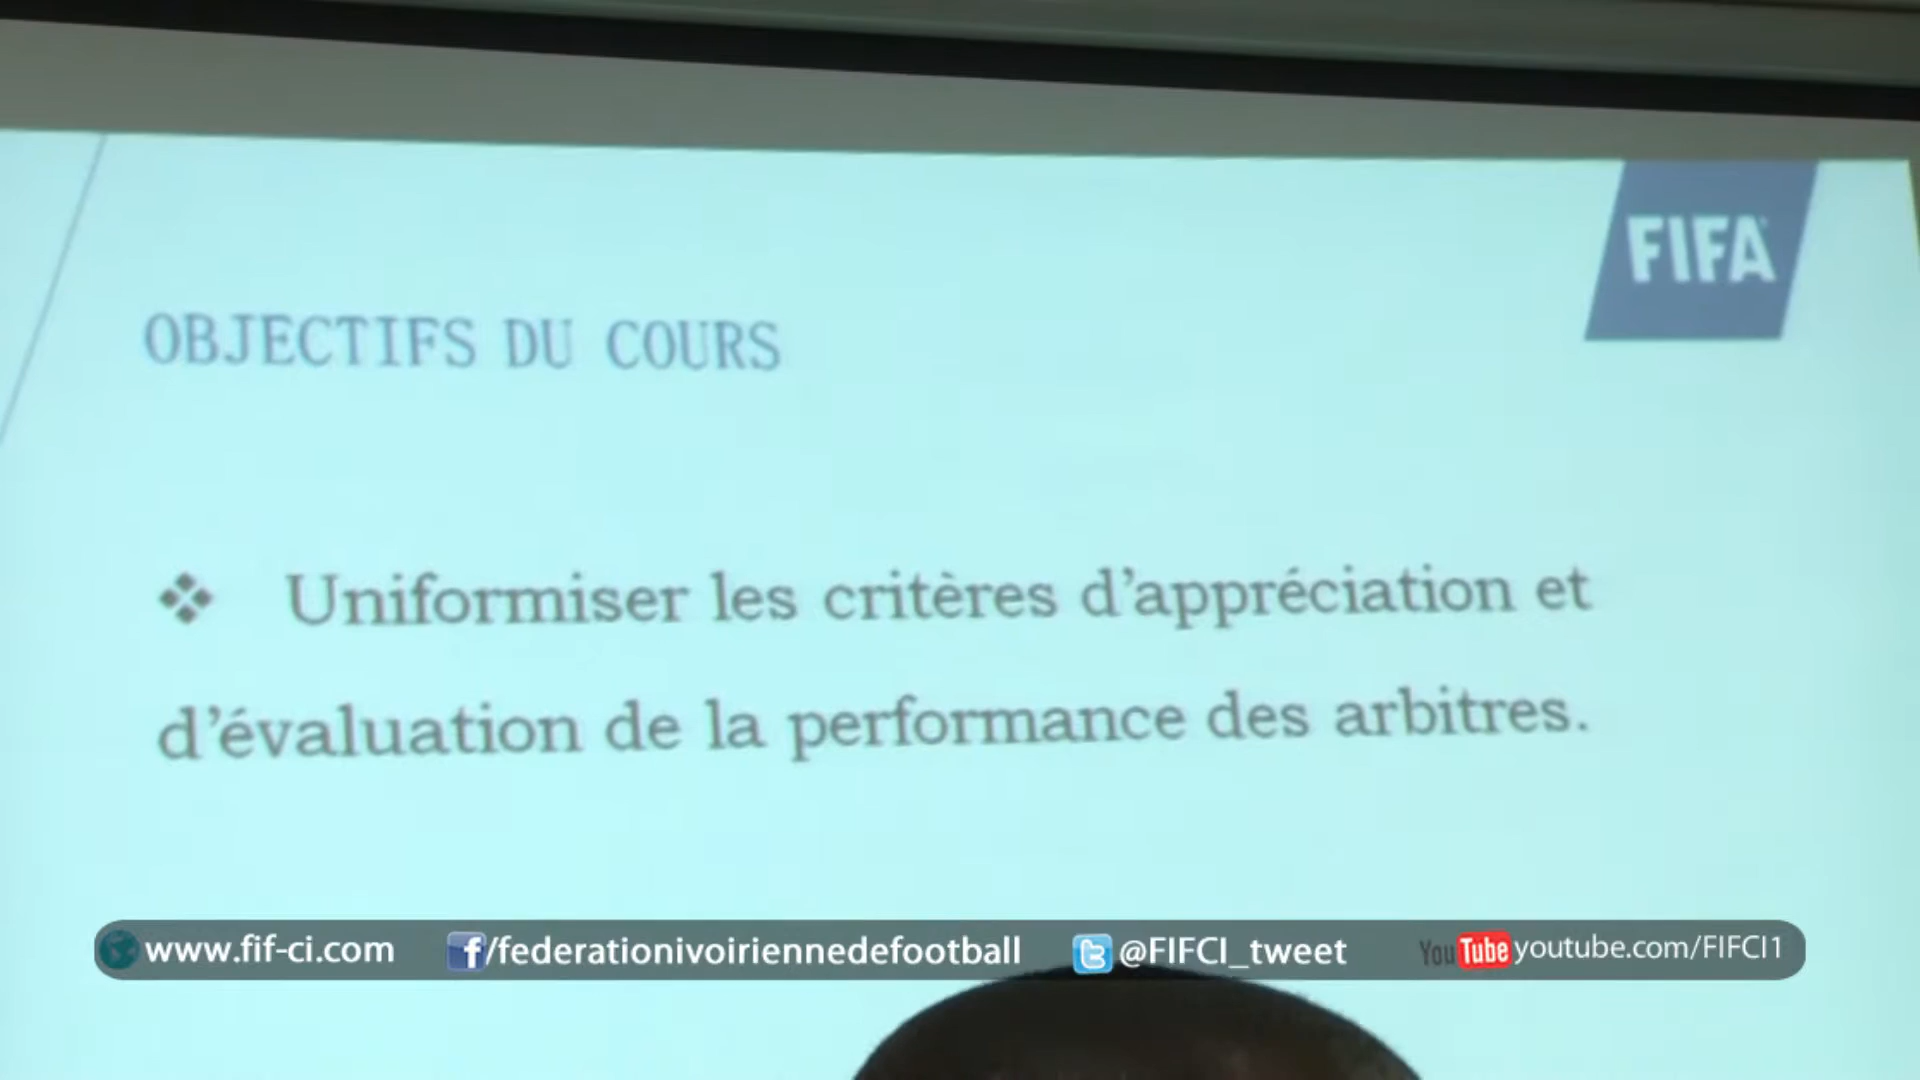 FIFA
OBJECTIFS DU COURS
❖ Uniformiser les critères d'appréciation et
d'évaluation de la performance des arbitres.
www.fif-ci.com f/federationivoiriennedefootball @FIFCI_tweet YouTube youtube.com/FIFCI1